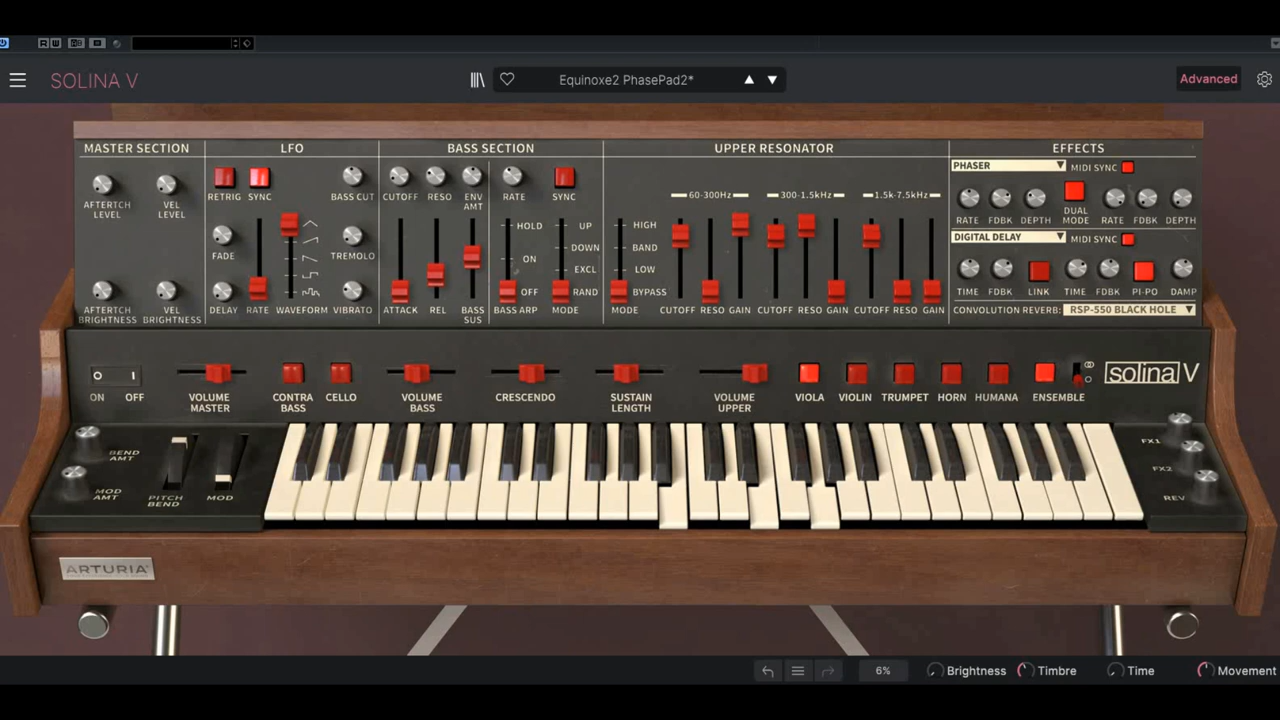 R W
SOLINA V
Equinoxe2 PhasePad2*
Advanced
MASTER SECTION LFO BASS SECTION UPPER RESONATOR EFFECTS
PHASER MIDI SYNC
RETRIG SYNC BASS CUT CUTOFF RESO ENV AMT RATE SYNC
60-300Hz 300-1.5kHz 1.5k-7.5kHz
AFTERTCH LEVEL VEL LEVEL
RATE FDBK DEPTH DUAL MODE RATE FDBK DEPTH
HOLD UP HIGH
DIGITAL DELAY MIDI SYNC
DOWN BAND
FADE TREMOLO ON EXCL LOW
OFF RAND BYPASS
TIME FDBK LINK TIME FDBK PI-PO DAMP
AFTERTCH BRIGHTNESS VEL BRIGHTNESS DELAY RATE WAVEFORM VIBRATO ATTACK REL BASS SUS BASS ARP MODE MODE CUTOFF RESO GAIN CUTOFF RESO GAIN CUTOFF RESO GAIN
CONVOLUTION REVERB: RSP-550 BLACK HOLE
O I
solina V
ON OFF VOLUME MASTER CONTRA BASS CELLO VOLUME BASS CRESCENDO SUSTAIN LENGTH VOLUME UPPER VIOLA VIOLIN TRUMPET HORN HUMANA ENSEMBLE
BEND AMT
FX1
FX2
MOD AMT PITCH BEND MOD
REV
ARTURIA
6% Brightness Timbre Time Movement